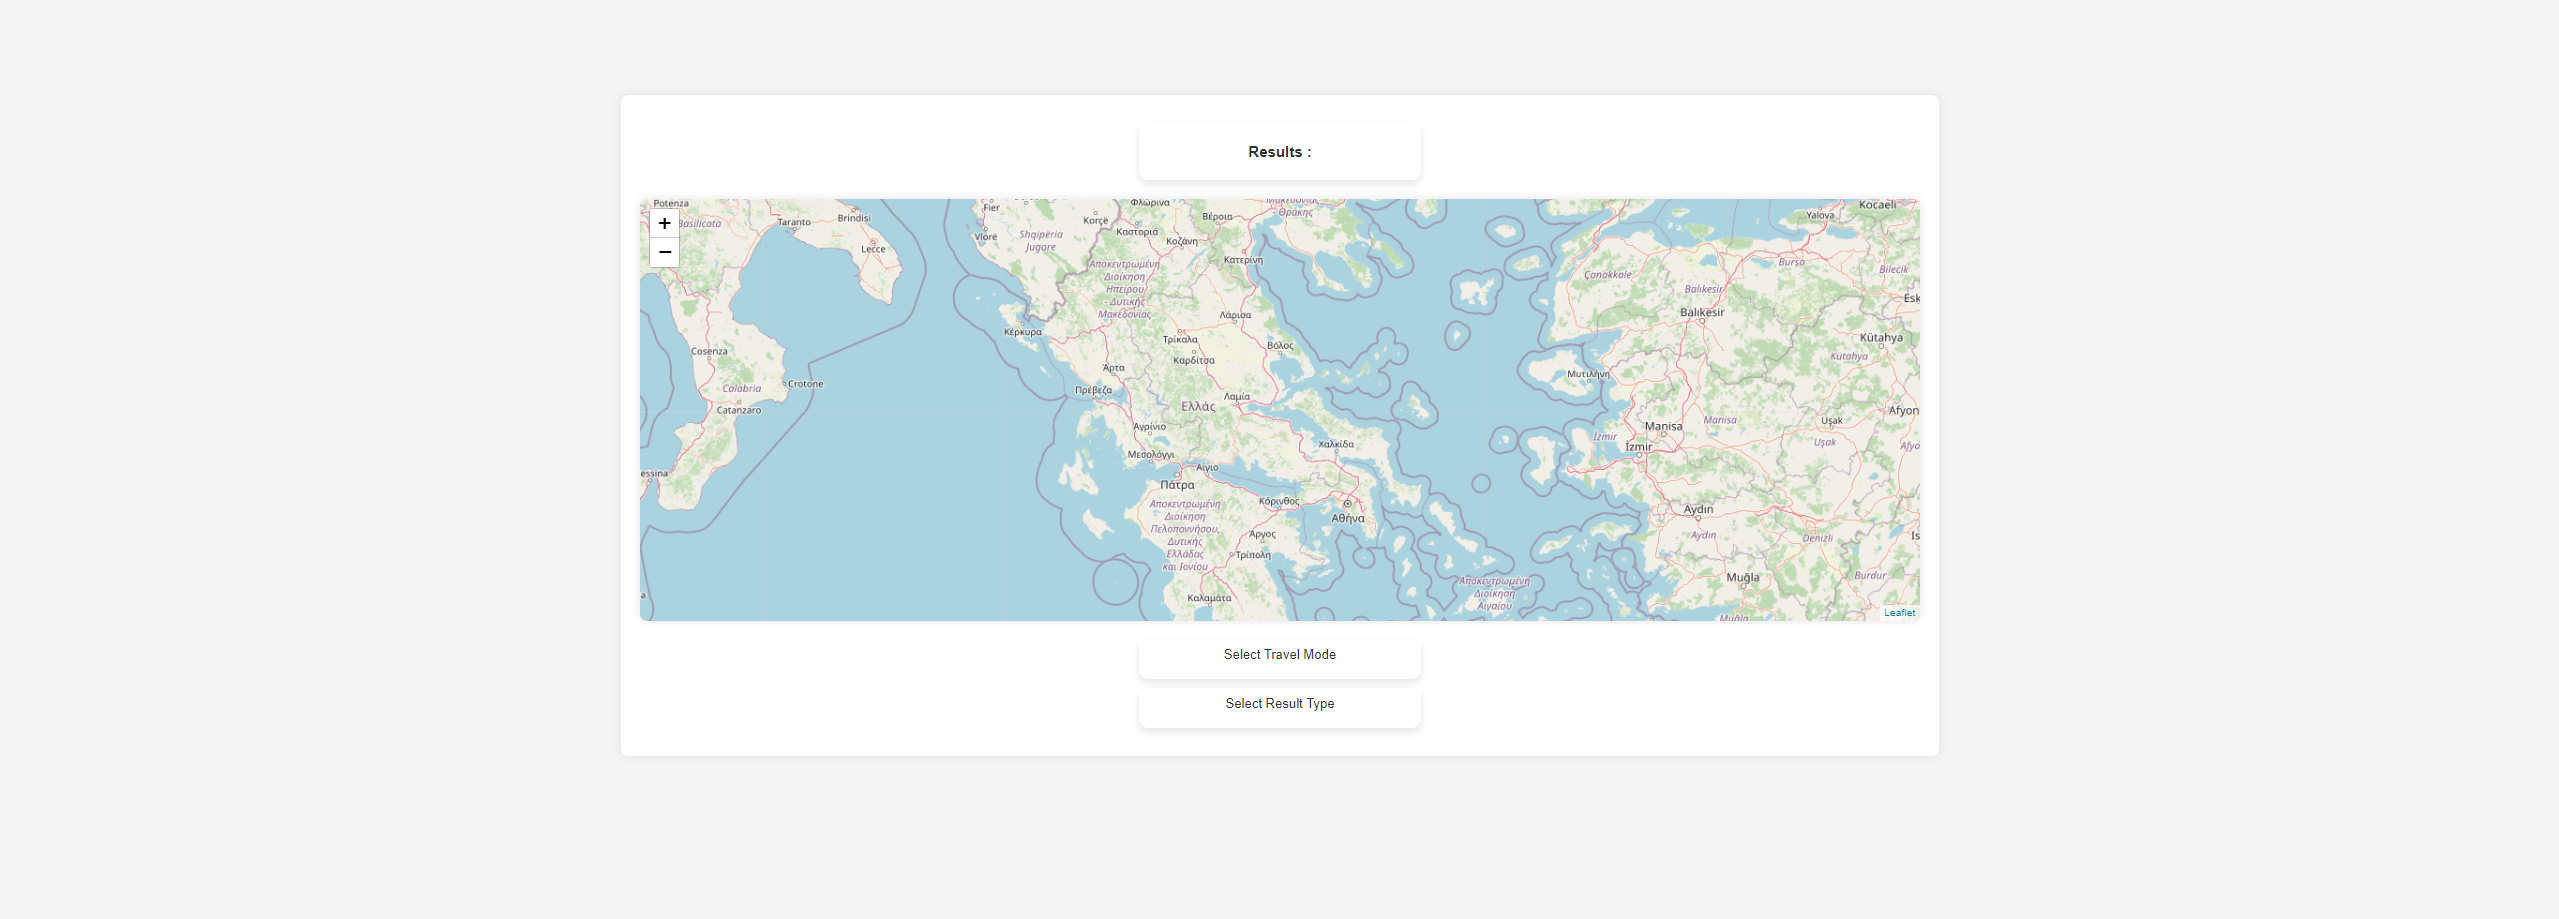 Results :
+
−
Potenza
Basilicata
Taranto
Brindisi
Lecce
Fier
Vlorë
Korçë
Shqipëria
Jugore
Φλώρινα
Καστοριά
Κοζάνη
Βέροια
Κατερίνη
Μακεδονίας
- Θράκης
Yalova
Kocaeli
Bursa
Bilecik
Çanakkale
Balıkesir
Balıkesir
Esk
Kütahya
Kütahya
Αποκεντρωμένη
Διοίκηση
Ηπείρου
- Δυτικής
Μακεδονίας
Κέρκυρα
Λάρισα
Τρίκαλα
Καρδίτσα
Βόλος
Άρτα
Πρέβεζα
Ελλάς
Λαμία
Μυτιλήνη
Cosenza
Calabria
Crotone
Catanzaro
essina
a
Αγρίνιο
Μεσολόγγι
Αίγιο
Πάτρα
Χαλκίδα
Κόρινθος
Αθήνα
Manisa
Manisa
İzmir
İzmir
Uşak
Uşak
Afyon
Afyo
Αποκεντρωμένη
Διοίκηση
Πελοποννήσου,
Δυτικής
Ελλάδας
και Ιονίου
Άργος
Τρίπολη
Καλαμάτα
Αποκεντρωμένη
Διοίκηση
Αιγαίου
Aydın
Aydın
Denizli
Is
Muğla
Burdur
Muğla
Leaflet
Select Travel Mode
Select Result Type